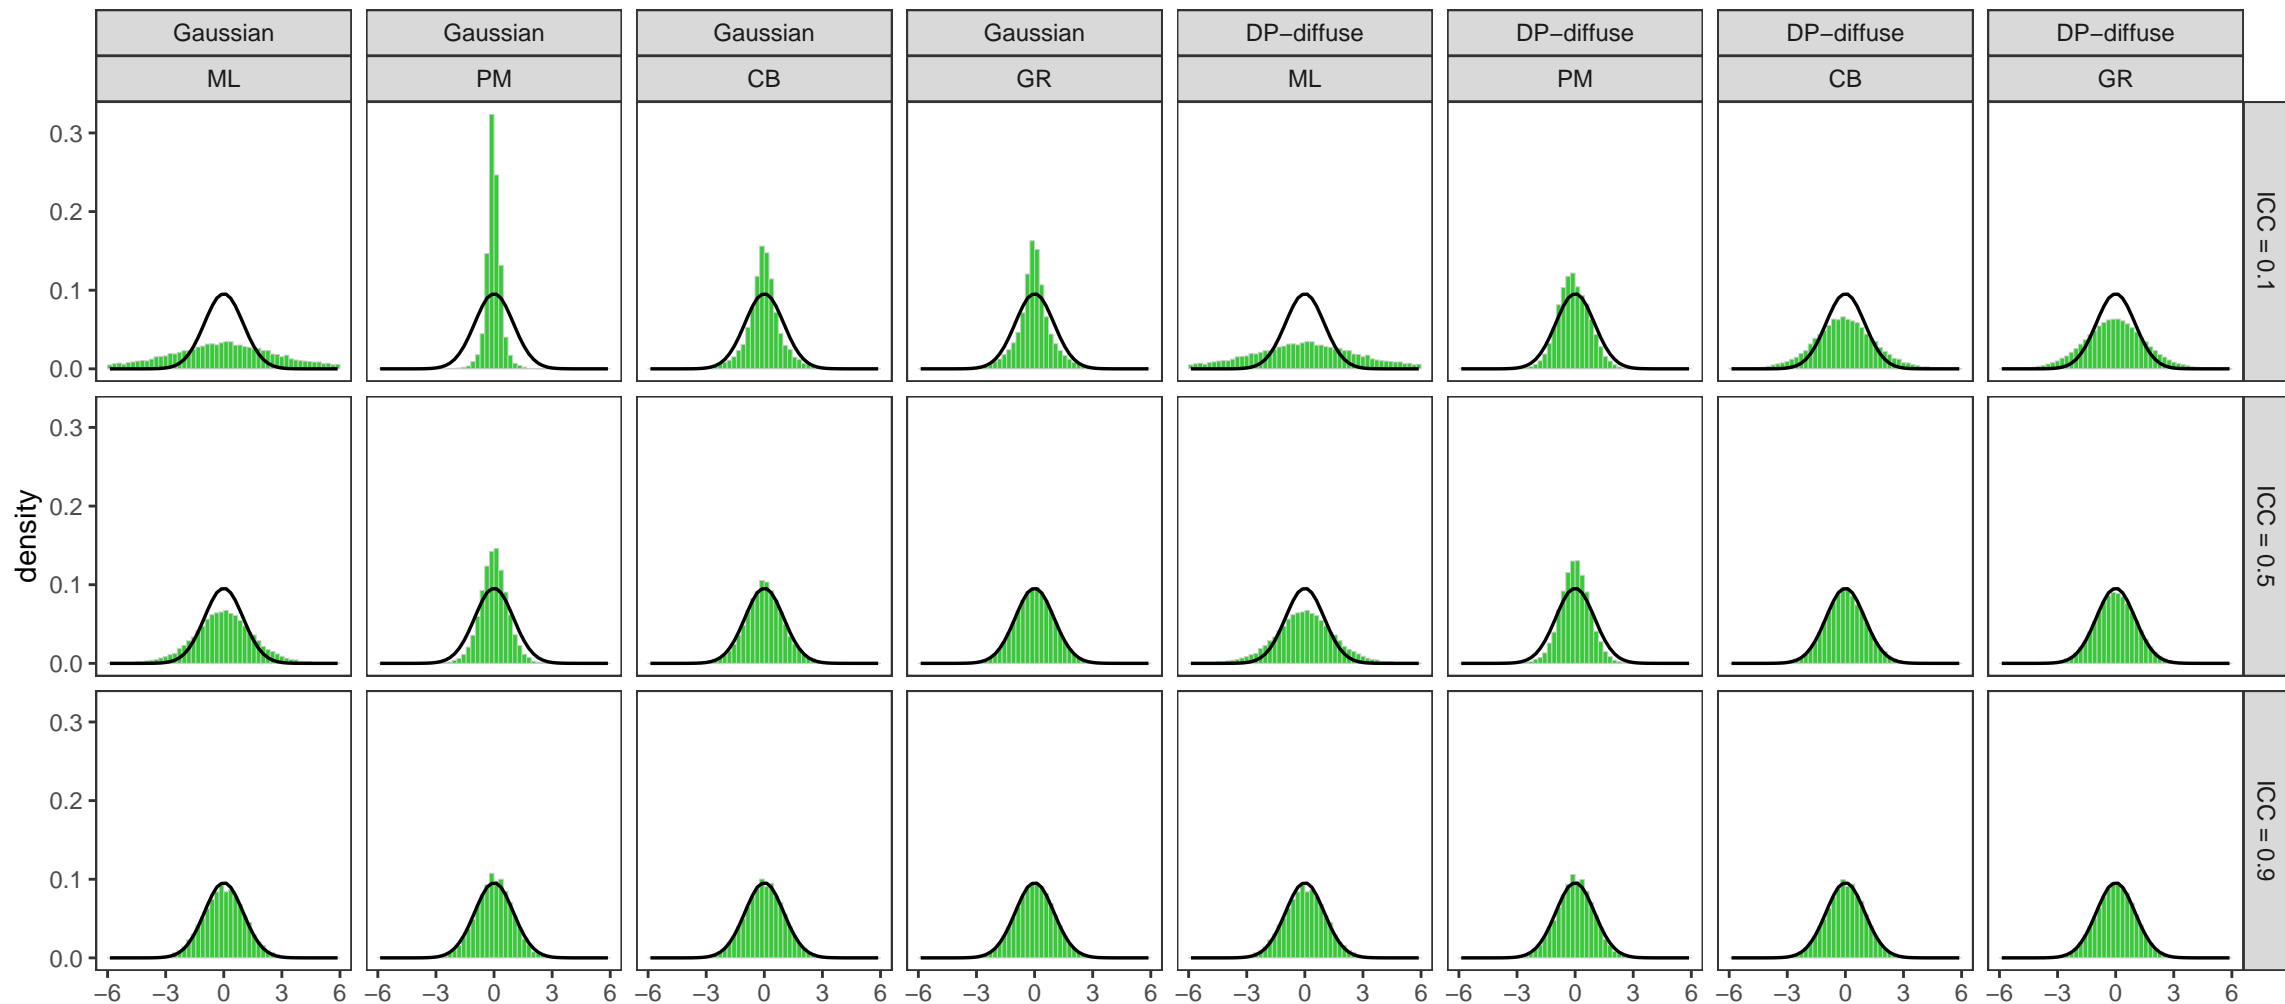 Gaussian Gaussian Gaussian Gaussian DP−diffuse DP−diffuse DP−diffuse DP−diffuse
ML PM CB GR ML PM CB GR
0.3
0.2
0.1
0.0
ICC = 0.1
density
0.3
0.2
0.1
0.0
ICC = 0.5
0.3
0.2
0.1
0.0
ICC = 0.9
−6 −3 0 3 6 −6 −3 0 3 6 −6 −3 0 3 6 −6 −3 0 3 6 −6 −3 0 3 6 −6 −3 0 3 6 −6 −3 0 3 6 −6 −3 0 3 6